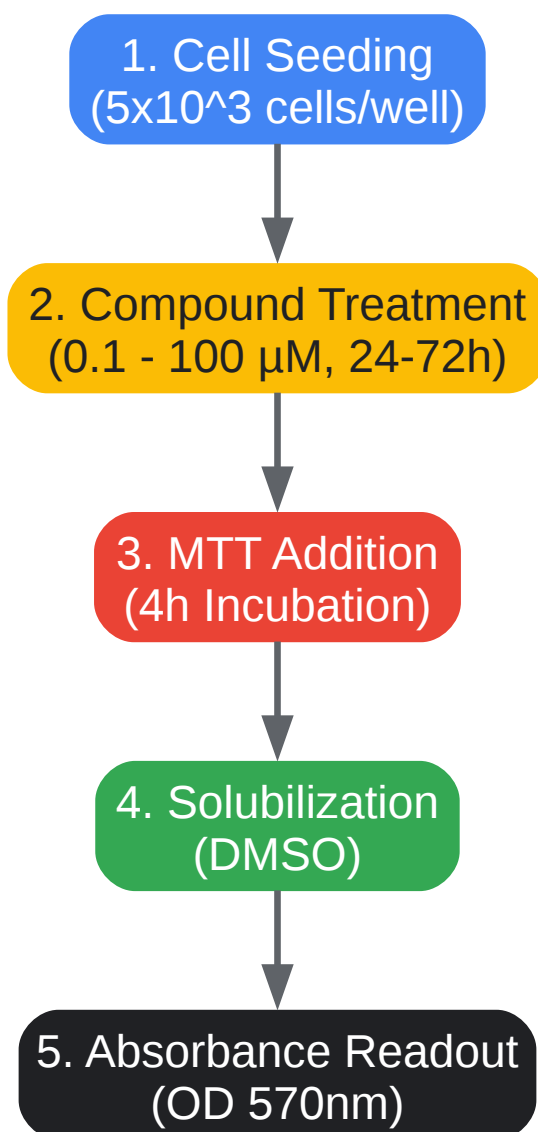 1. Cell Seeding
(5x10^3 cells/well)
2. Compound Treatment
(0.1 - 100 µM, 24-72h)
3. MTT Addition
(4h Incubation)
4. Solubilization
(DMSO)
5. Absorbance Readout
(OD 570nm)